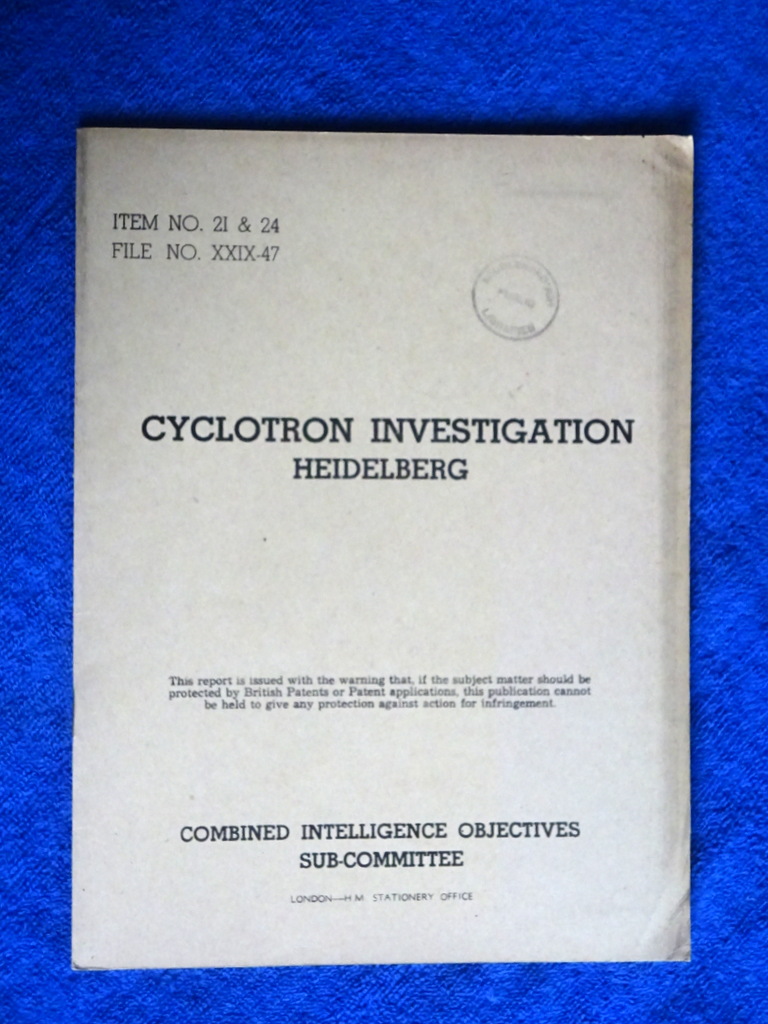 ITEM NO. 21 & 24
FILE NO. XXIX-47
CYCLOTRON INVESTIGATION
HEIDELBERG
This report is issued with the warning that, if the subject matter should be
protected by British Patents or Patent applications, this publication cannot
be held to give any protection against action for infringement.
COMBINED INTELLIGENCE OBJECTIVES
SUB-COMMITTEE
LONDON—H.M. STATIONERY OFFICE